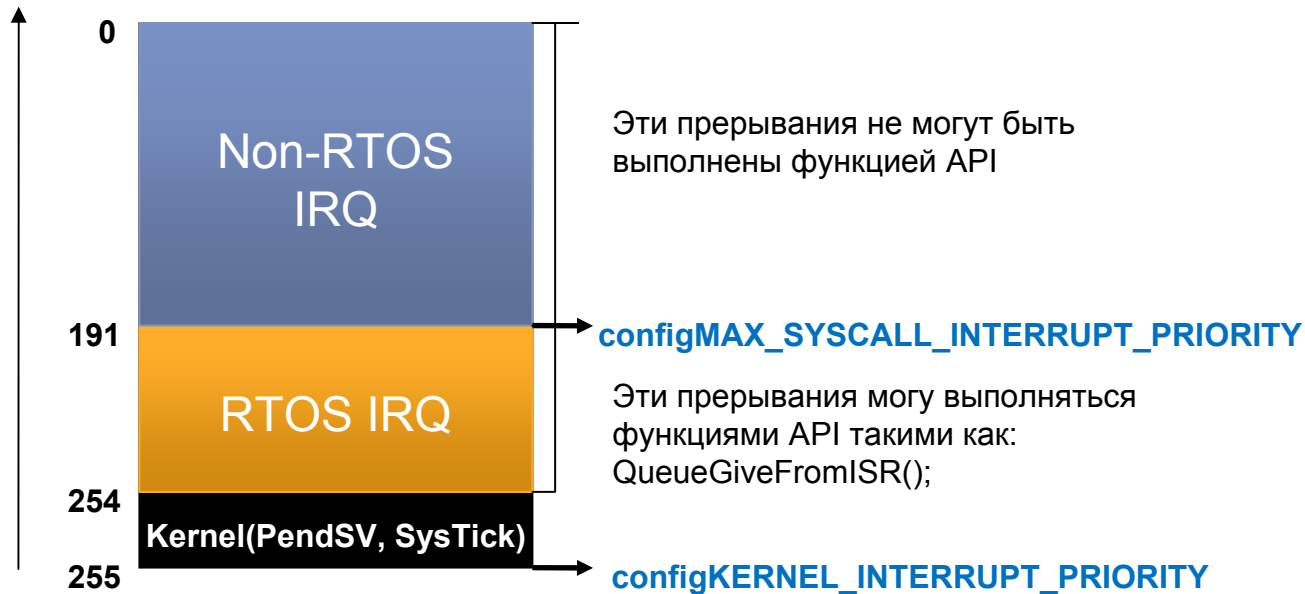 0
Non-RTOS
IRQ
Эти прерывания не могут быть
выполнены функцией API
191
configMAX_SYSCALL_INTERRUPT_PRIORITY
RTOS IRQ
Эти прерывания могу выполняться
функциями API такими как:
QueueGiveFromISR();
254
Kernel(PendSV, SysTick)
255
configKERNEL_INTERRUPT_PRIORITY